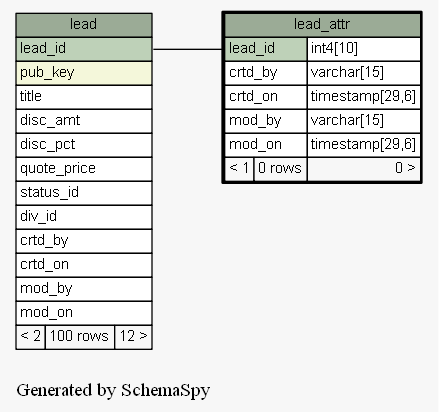 lead
lead_id
pub_key
title
disc_amt
disc_pct
quote_price
status_id
div_id
crtd_by
crtd_on
mod_by
mod_on
< 2 100 rows 12 >
lead_attr
lead_id int4[10]
crtd_by varchar[15]
crtd_on timestamp[29,6]
mod_by varchar[15]
mod_on timestamp[29,6]
< 1 0 rows 0 >
Generated by SchemaSpy